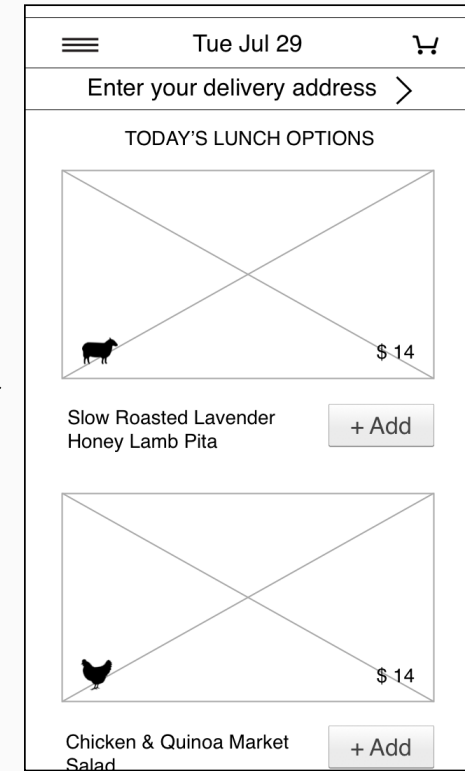 Tue Jul 29
Enter your delivery address
TODAY'S LUNCH OPTIONS
$ 14
Slow Roasted Lavender
Honey Lamb Pita
+ Add
$ 14
Chicken & Quinoa Market
Salad
+ Add